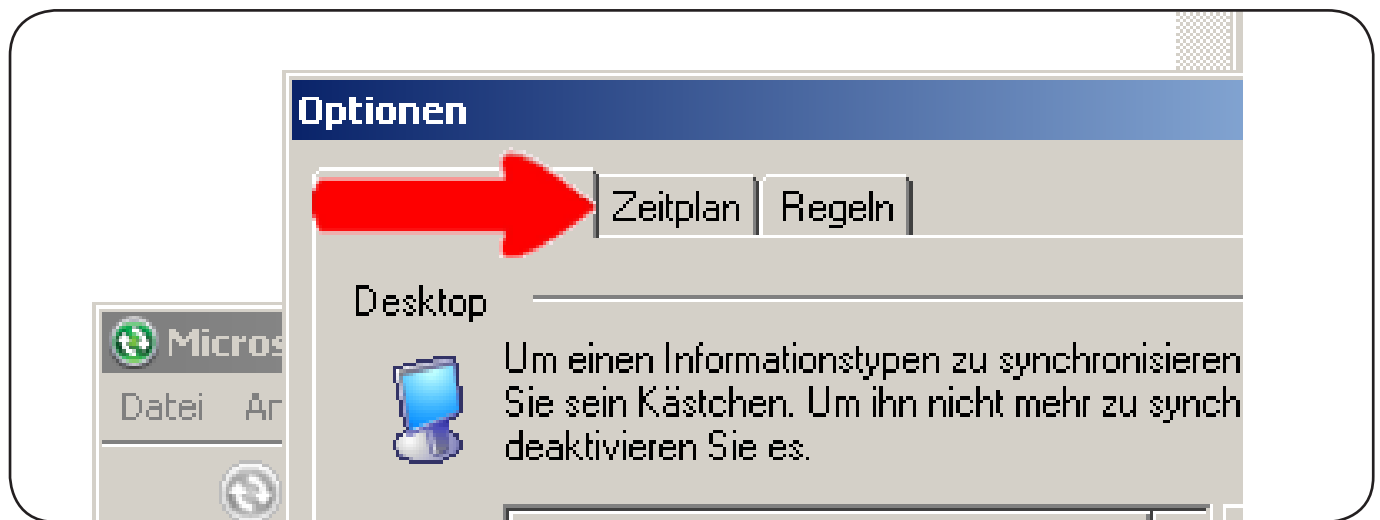 Optionen
Zeitplan Regeln
Desktop
Um einen Informationstypen zu synchronisieren
Sie sein Kästchen. Um ihn nicht mehr zu synch
deaktivieren Sie es.
Micros
Datei An